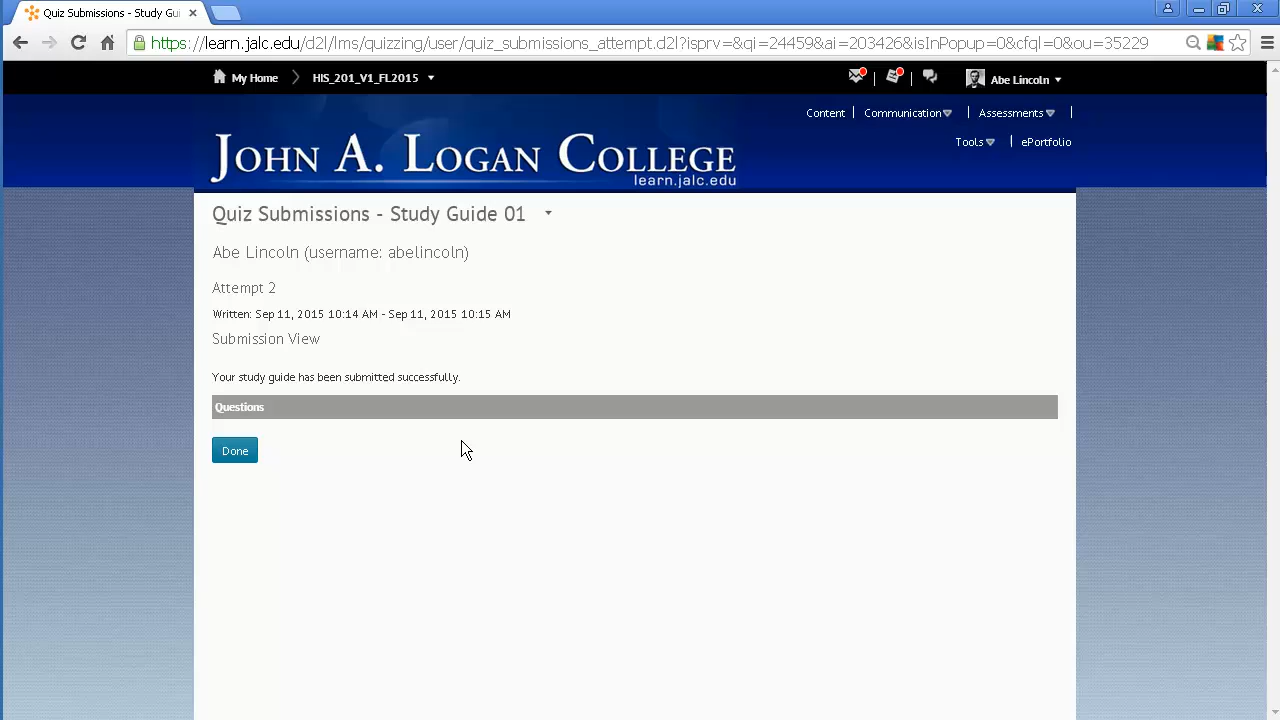 Quiz Submissions - Study Gui
https://learn.jalc.edu/d2l/lms/quizzing/user/quiz_submissions_attempt.d2l?isprv=&qi=24459&ai=203426&isInPopup=0&cfql=0&ou=35229
My Home HIS_201_V1_FL2015 Abe Lincoln
Content Communication Assessments
Tools ePortfolio
JOHN A. LOGAN COLLEGE
learn.jalc.edu
Quiz Submissions - Study Guide 01
Abe Lincoln (username: abelincoln)
Attempt 2
Written: Sep 11, 2015 10:14 AM - Sep 11, 2015 10:15 AM
Submission View
Your study guide has been submitted successfully.
Questions
Done